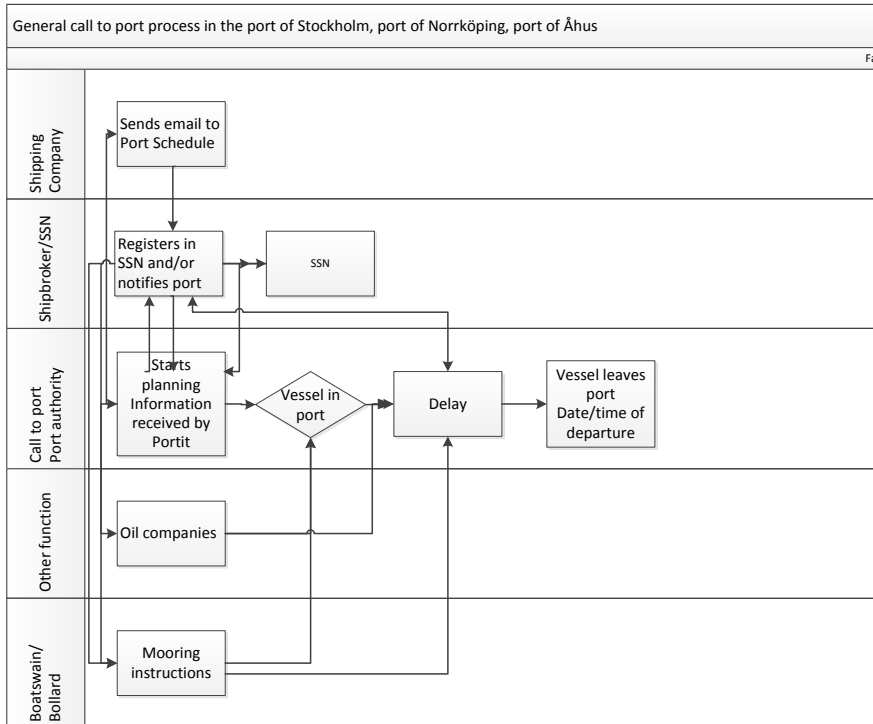 General call to port process in the port of Stockholm, port of Norrköping, port of Åhus
Fa
Shipping
Company
Sends email to
Port Schedule
Shipbroker/SSN
Registers in
SSN and/or
notifies port
SSN
Call to port
Port authority
Starts
planning
Information
received by
Portit
Vessel in
port
Delay
Vessel leaves
port
Date/time of
departure
Other function
Oil companies
Boatswain/
Bollard
Mooring
instructions